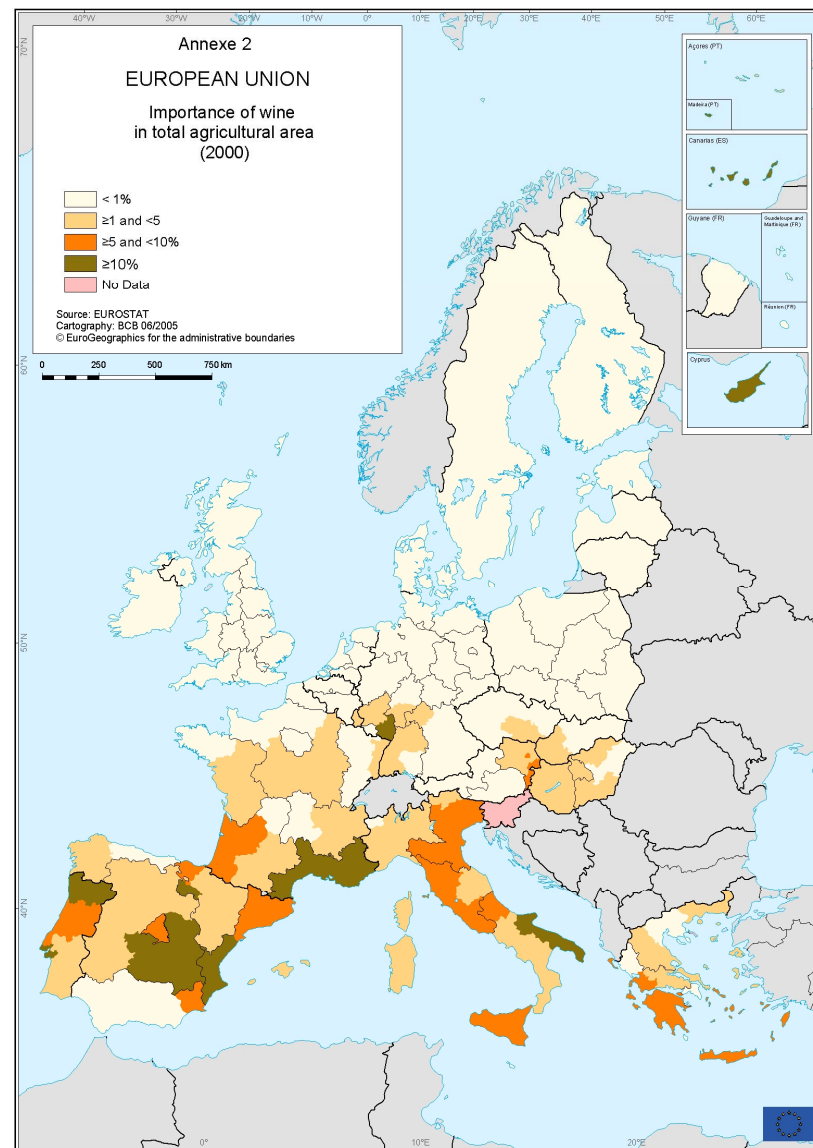 40°W 30°W 20°W 10°W 0° 10°E 20°E 30°E 40°E 50°E 60°E
70°N
60°N
50°N
40°N
Annexe 2
EUROPEAN UNION
Importance of wine
in total agricultural area
(2000)
< 1%
≥1 and <5
≥5 and <10%
≥10%
No Data
Source: EUROSTAT
Cartography: BCB 06/2005
© EuroGeographics for the administrative boundaries
0 250 500 750 km
Açores (PT)
Madeira (PT)
Canarias (ES)
Guyane (FR)
Guadeloupe and
Martinique (FR)
Réunion (FR)
Cyprus
0° 10°E 20°E 30°E